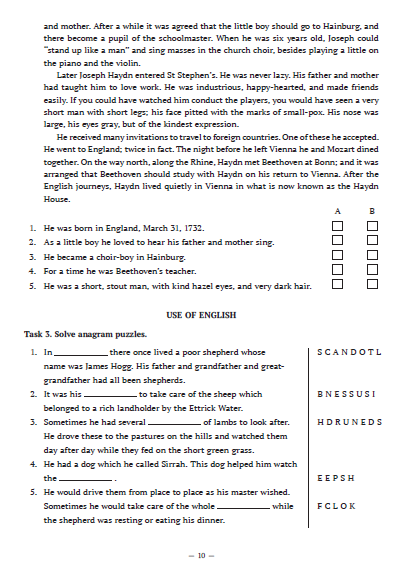 and mother. After a while it was agreed that the little boy should go to Hainburg, and
there become a pupil of the schoolmaster. When he was six years old, Joseph could
"stand up like a man" and sing masses in the church choir, besides playing a little on
the piano and the violin.
Later Joseph Haydn entered St Stephen's. He was never lazy. His father and mother
had taught him to love work. He was industrious, happy-hearted, and made friends
easily. If you could have watched him conduct the players, you would have seen a very
short man with short legs; his face pitted with the marks of small-pox. His nose was
large, his eyes gray, but of the kindest expression.
He received many invitations to travel to foreign countries. One of these he accepted.
He went to England; twice in fact. The night before he left Vienna he and Mozart dined
together. On the way north, along the Rhine, Haydn met Beethoven at Bonn; and it was
arranged that Beethoven should study with Haydn on his return to Vienna. After the
English journeys, Haydn lived quietly in Vienna in what is now known as the Haydn
House.
A B
1. He was born in England, March 31, 1732.
2. As a little boy he loved to hear his father and mother sing.
3. He became a choir-boy in Hainburg.
4. For a time he was Beethoven's teacher.
5. He was a short, stout man, with kind hazel eyes, and very dark hair.
USE OF ENGLISH
Task 3. Solve anagram puzzles.
1. In ___________ there once lived a poor shepherd whose S C A N D O T L
name was James Hogg. His father and grandfather and great-
grandfather had all been shepherds.
2. It was his ___________ to take care of the sheep which B N E S S U S I
belonged to a rich landholder by the Ettrick Water.
3. Sometimes he had several ___________ of lambs to look after. H D R U N E D S
He drove these to the pastures on the hills and watched them
day after day while they fed on the short green grass.
4. He had a dog which he called Sirrah. This dog helped him watch
the ___________ . E E P S H
5. He would drive them from place to place as his master wished.
Sometimes he would take care of the whole ___________ while F C L O K
the shepherd was resting or eating his dinner.
— 10 —